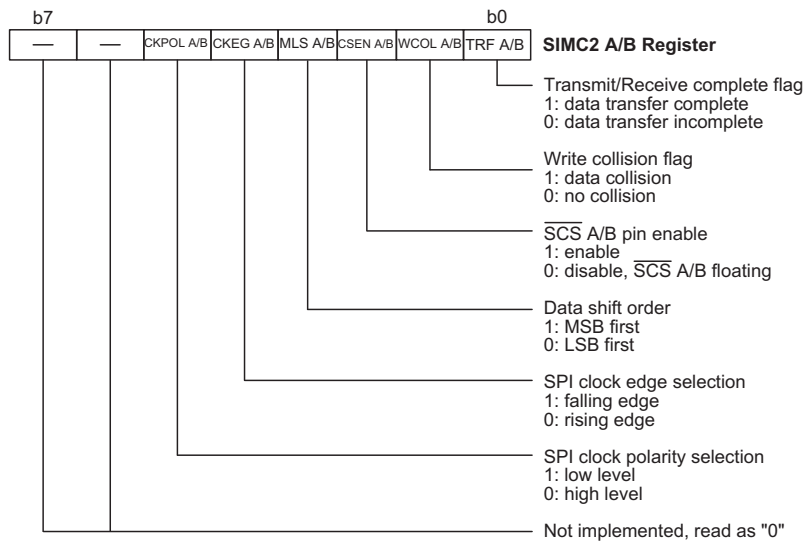 b7 b0
— — CKPOL A/B CKEG A/B MLS A/B CSEN A/B WCOL A/B TRF A/B SIMC2 A/B Register
Transmit/Receive complete flag
1: data transfer complete
0: data transfer incomplete
Write collision flag
1: data collision
0: no collision
S̅C̅S̅ A/B pin enable
1: enable
0: disable, S̅C̅S̅ A/B floating
Data shift order
1: MSB first
0: LSB first
SPI clock edge selection
1: falling edge
0: rising edge
SPI clock polarity selection
1: low level
0: high level
Not implemented, read as "0"